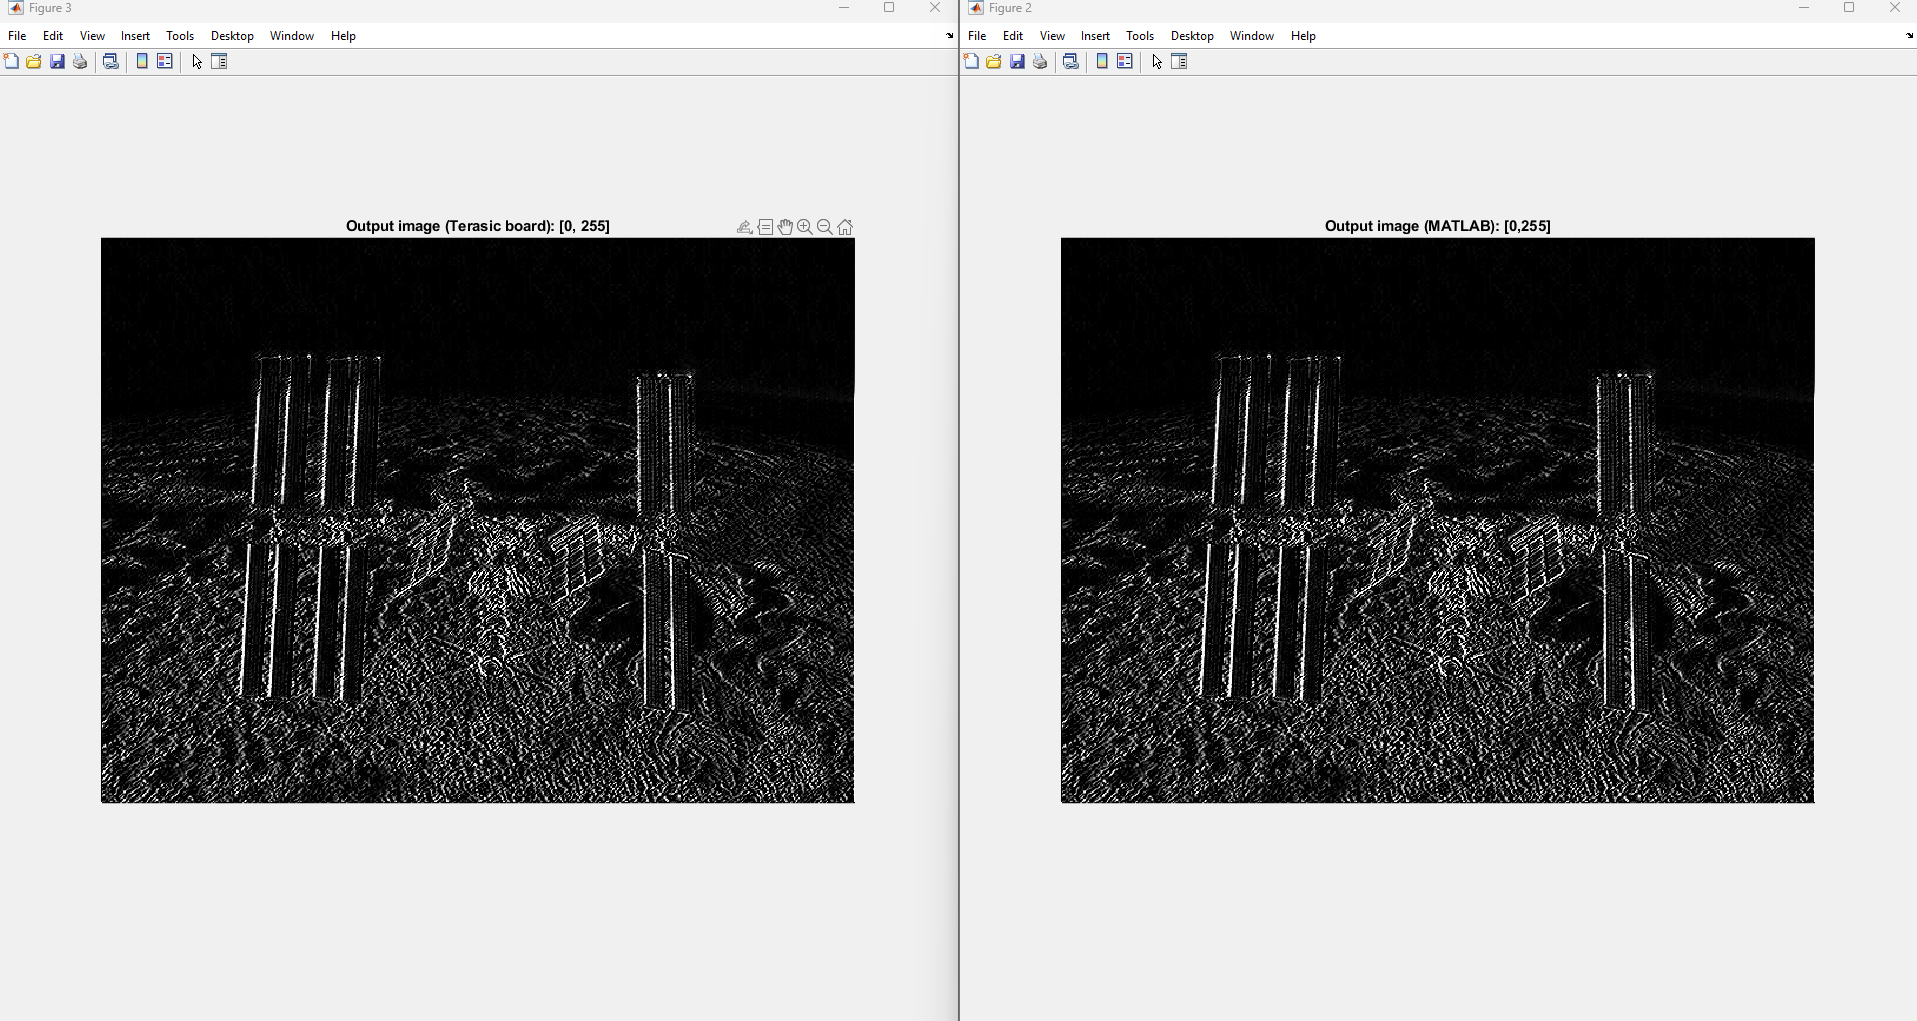 Figure 3
File Edit View Insert Tools Desktop Window Help
Output image (Terasic board): [0, 255]
Figure 2
File Edit View Insert Tools Desktop Window Help
Output image (MATLAB): [0,255]